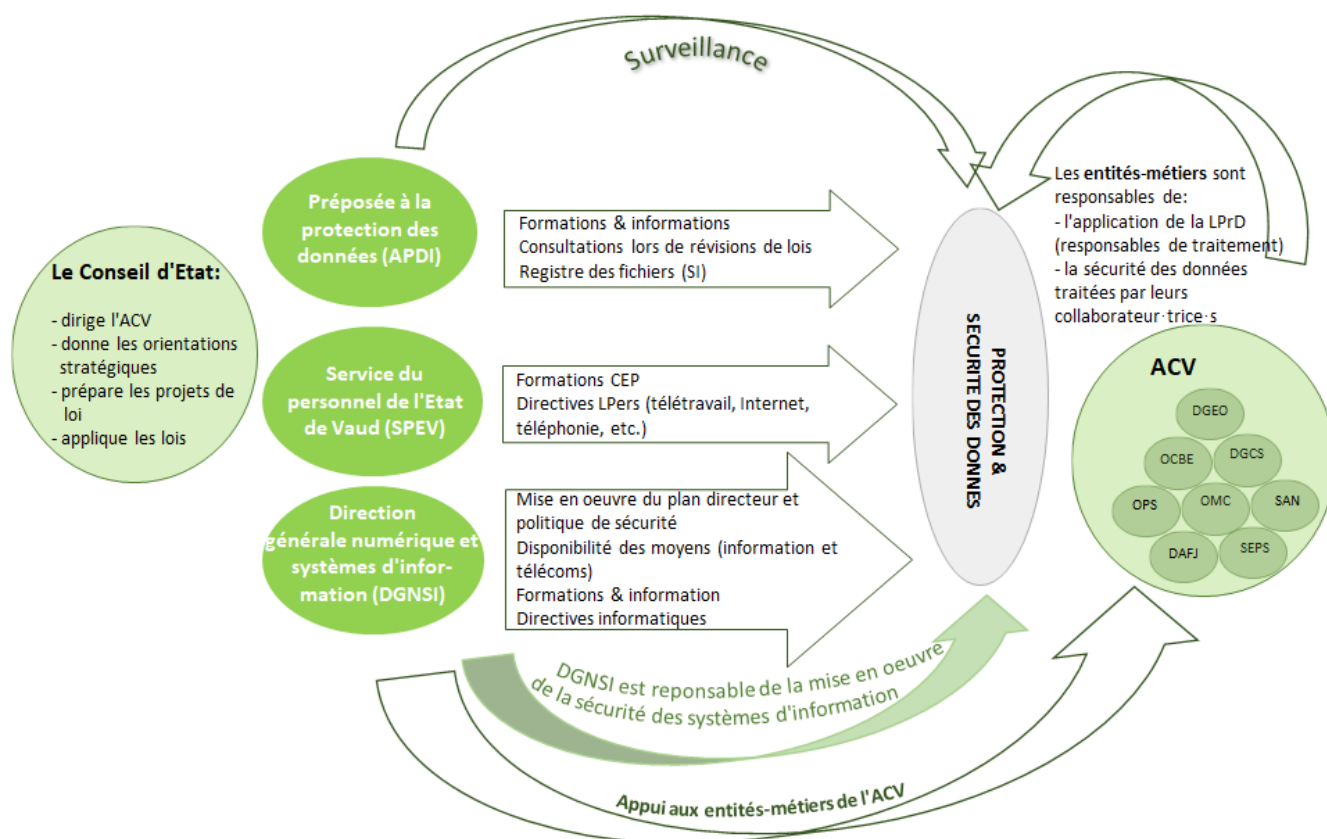 Surveillance
Préposée à la
protection des
données (APDI)
Formations & informations
Consultations lors de révisions de lois
Registre des fichiers (SI)
Les entités-métiers sont
responsables de:
- l'application de la LPrD
(responsables de traitement)
- la sécurité des données
traitées par leurs
collaborateur·trice·s
Le Conseil d'Etat:
- dirige l'ACV
- donne les orientations
stratégiques
- prépare les projets de
loi
- applique les lois
Service du
personnel de l'Etat
de Vaud (SPEV)
Formations CEP
Directives LPers (télétravail, Internet,
téléphonie, etc.)
PROTECTION &
SECURITE DES DONNES
ACV
DGEO
OCBE
DGCS
OPS
OMC
SAN
DAFJ
SEPS
Direction
générale numérique et
systèmes d'infor-
mation (DGNSI)
Mise en oeuvre du plan directeur et
politique de sécurité
Disponibilité des moyens (information et
télécoms)
Formations & information
Directives informatiques
DGNSI est reponsable de la mise en oeuvre
de la sécurité des systèmes d'information
Appui aux entités-métiers de l'ACV